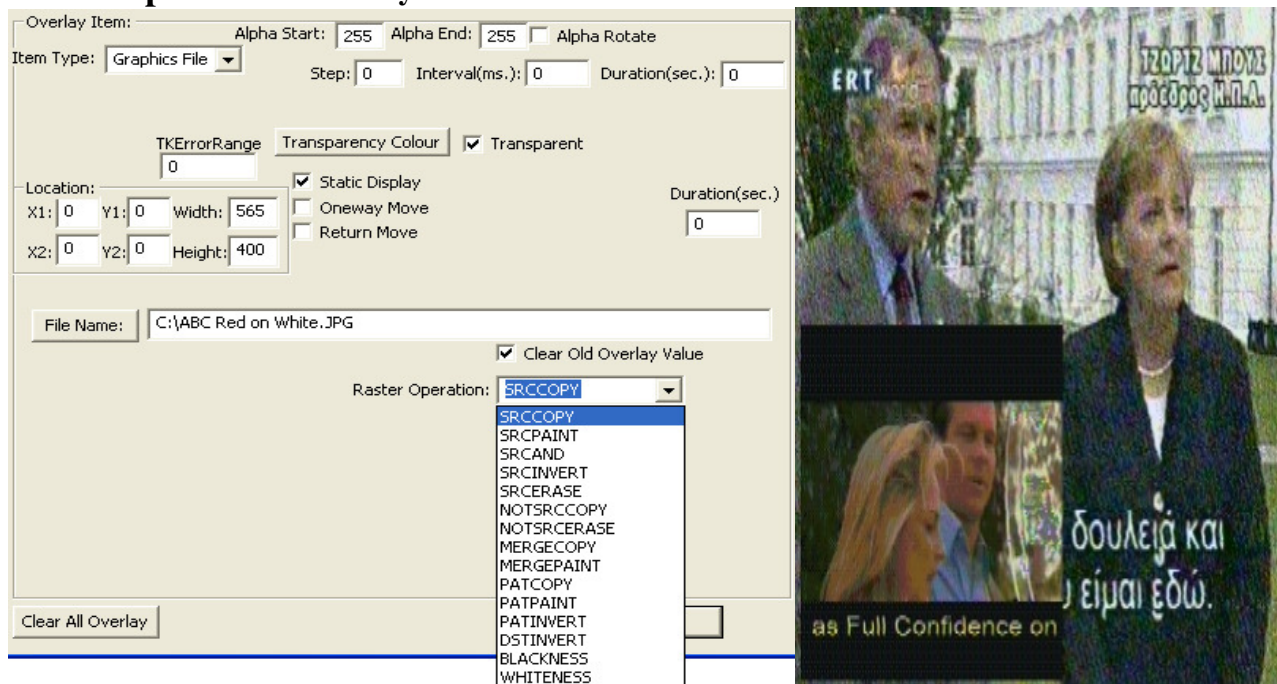 Overlay Item:
Alpha Start: 255 Alpha End: 255 Alpha Rotate
Item Type: Graphics File
Step: 0 Interval(ms.): 0 Duration(sec.): 0
TKErrorRange Transparency Colour Transparent
0
Location:
X1: 0 Y1: 0 Width: 565
X2: 0 Y2: 0 Height: 400
Static Display
Oneway Move
Return Move
Duration(sec.)
0
File Name: C:\ABC Red on White.JPG
Clear Old Overlay Value
Raster Operation: SRCCOPY
SRCCOPY
SRCPAINT
SRCAND
SRCINVERT
SRCERASE
NOTSRCCOPY
NOTSRCERASE
MERGECOPY
MERGEPAINT
PATCOPY
PATPAINT
PATINVERT
DSTINVERT
BLACKNESS
WHITENESS
Clear All Overlay
ERT world
ΤΖΩΡΤΖ ΜΠΟΥΣ
πρόεδρος Η.Π.Α.
δουλειά και
είμαι εδώ.
as Full Confidence on